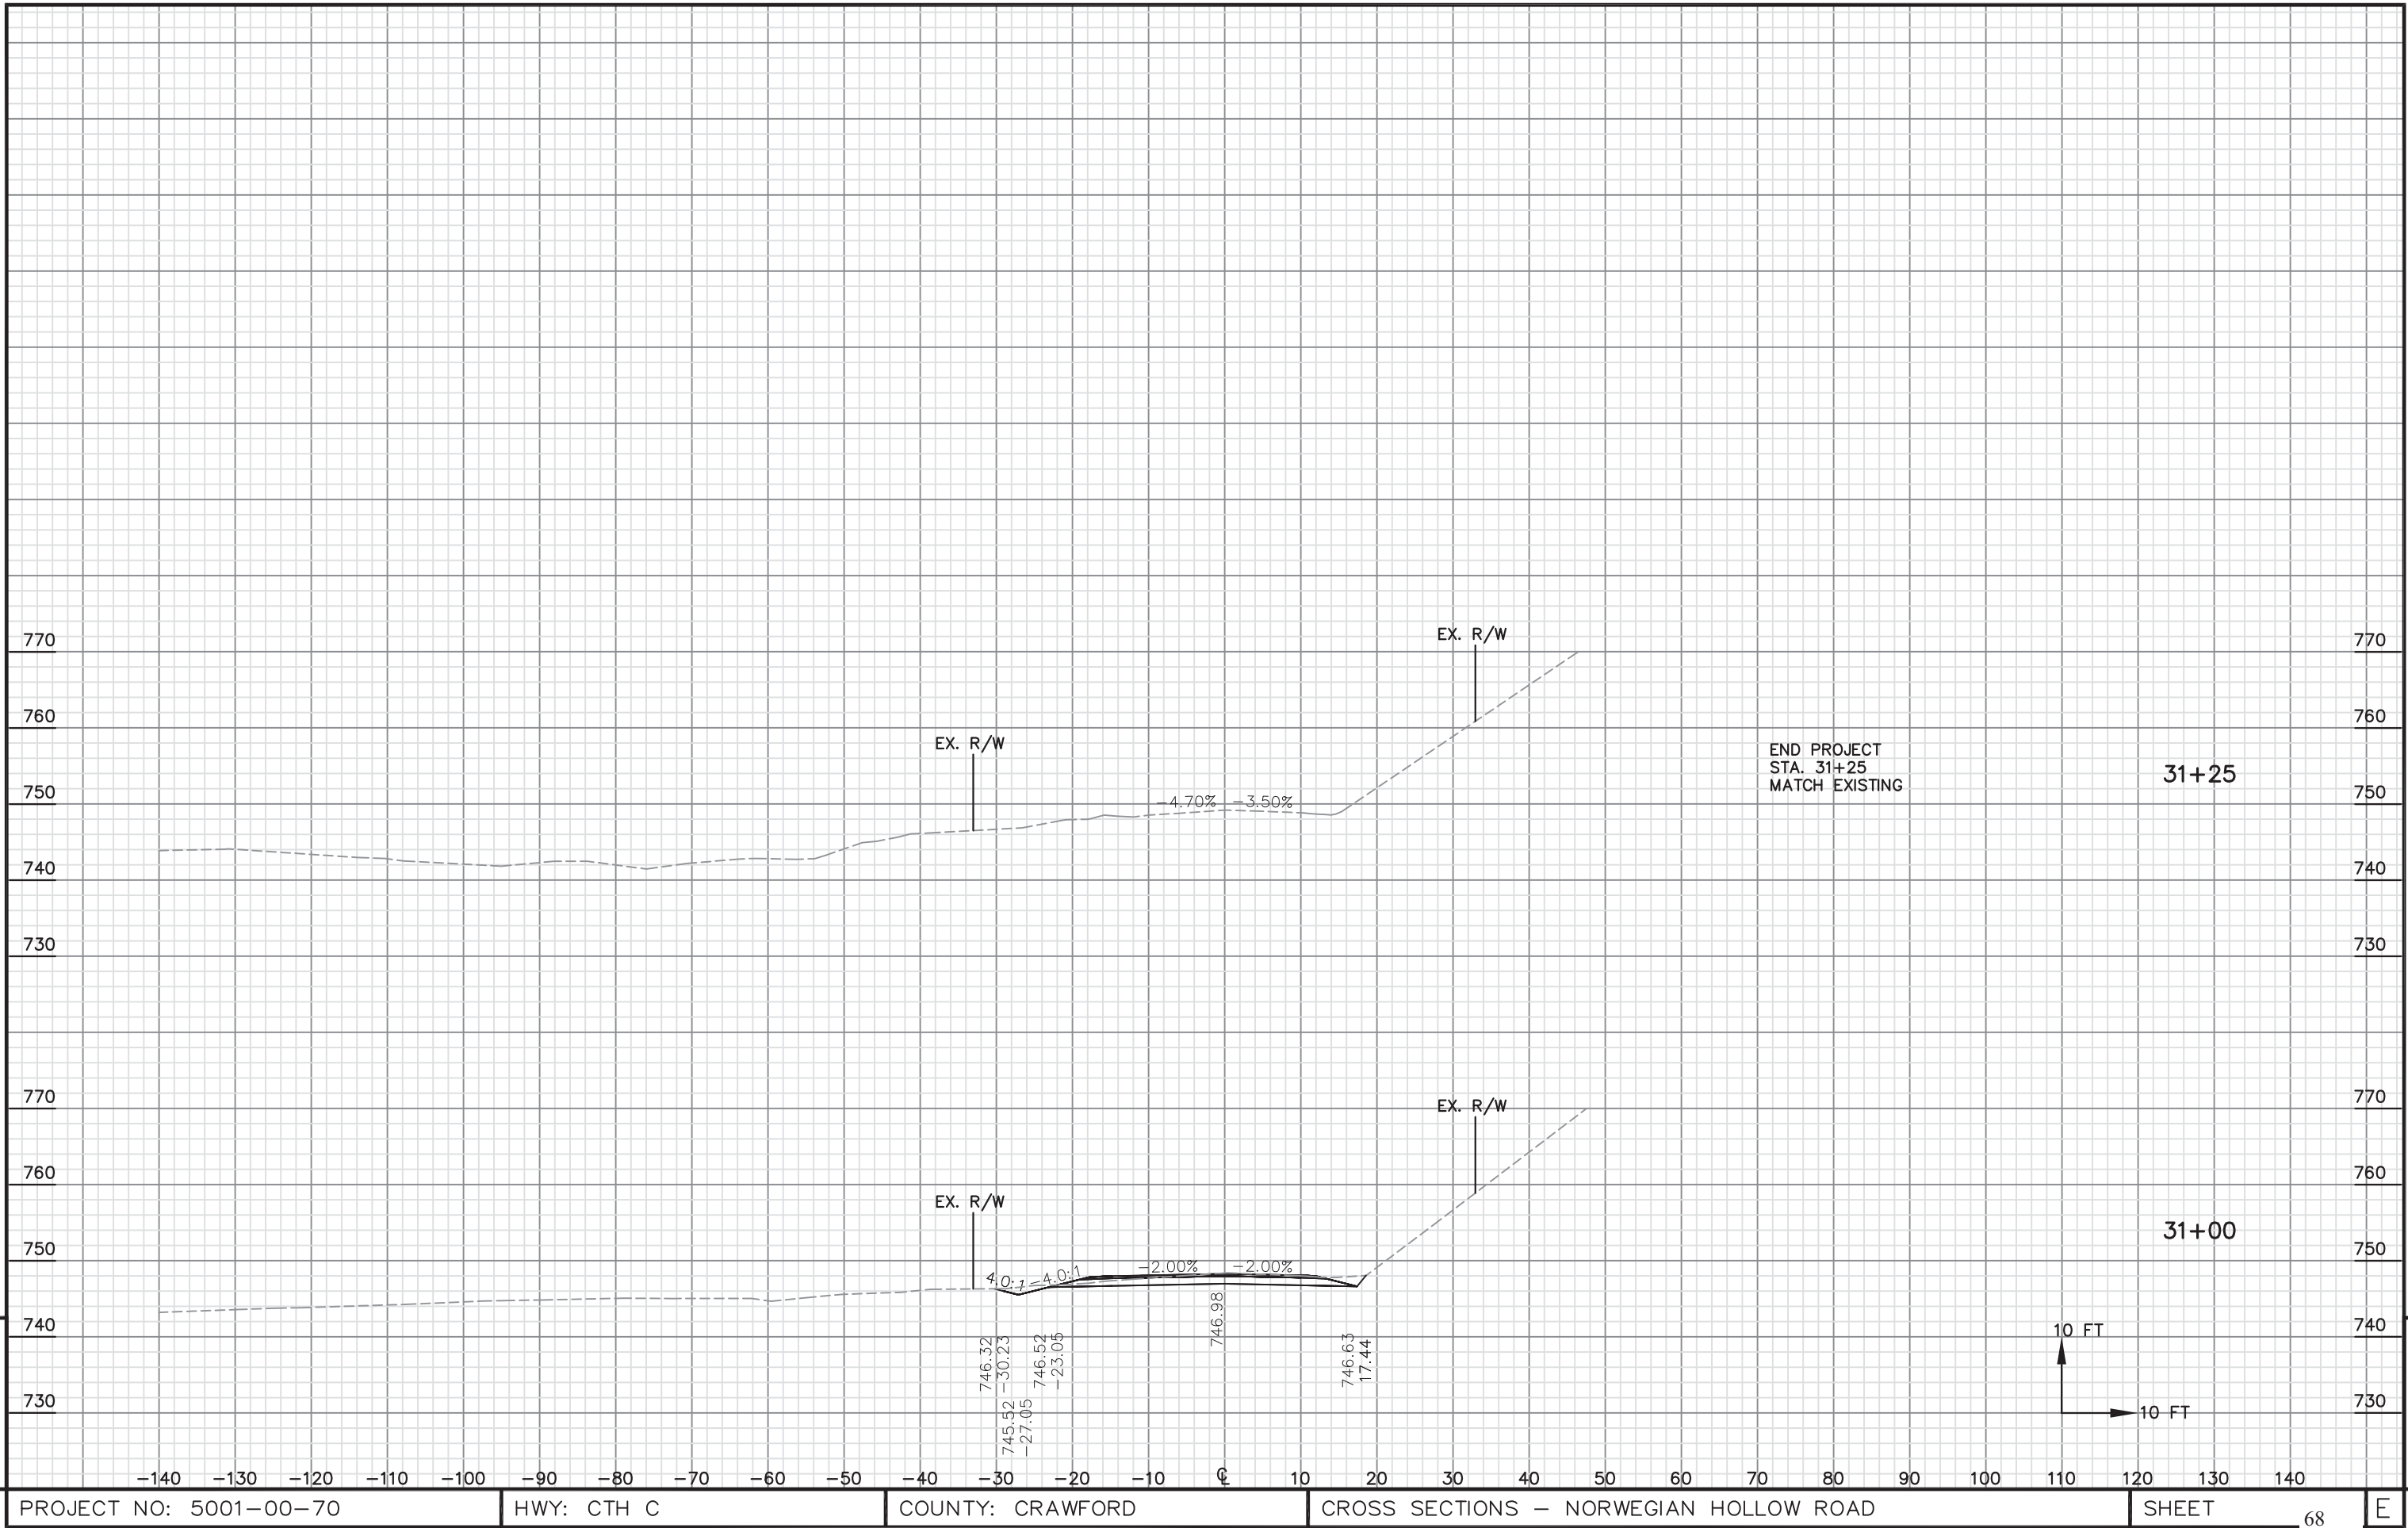 770
EX. R/W
770
760
EX. R/W
760
END PROJECT
STA. 31+25
MATCH EXISTING
31+25
750
-4.70% -3.50%
750
740
740
730
730
770
EX. R/W
770
760
EX. R/W
760
31+00
750
4.0:1 -4.0:1 -2.00% -2.00%
750
746.32
-30.23
745.52
-27.05
746.52
-23.05
746.98
746.63
17.44
740
10 FT
740
730
10 FT
730
-140 -130 -120 -110 -100 -90 -80 -70 -60 -50 -40 -30 -20 -10 ℄ 10 20 30 40 50 60 70 80 90 100 110 120 130 140
PROJECT NO: 5001-00-70 HWY: CTH C COUNTY: CRAWFORD CROSS SECTIONS - NORWEGIAN HOLLOW ROAD SHEET 68 E